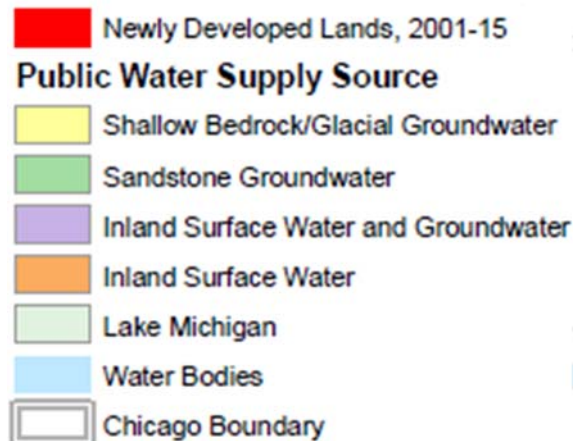 Newly Developed Lands, 2001-15
Public Water Supply Source
Shallow Bedrock/Glacial Groundwater
Sandstone Groundwater
Inland Surface Water and Groundwater
Inland Surface Water
Lake Michigan
Water Bodies
Chicago Boundary